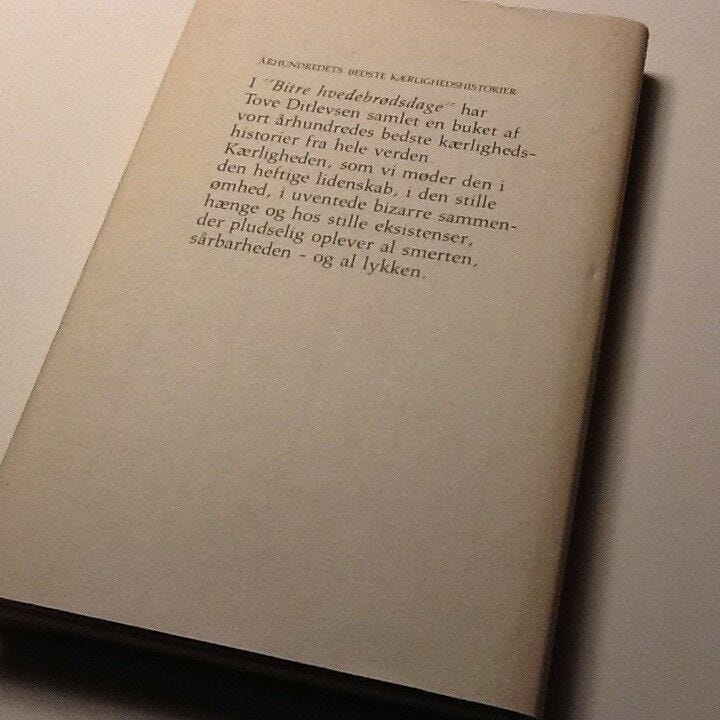 ÅRHUNDREDETS BEDSTE KÆRLIGHEDSHISTORIER
I "Bitre hvedebrødsdage" har
Tove Ditlevsen samlet en buket af
vort århundredes bedste kærligheds-
historier fra hele verden.
Kærligheden, som vi møder den i
den heftige lidenskab, i den stille
ømhed, i uventede bizarre sammen-
hænge og hos stille eksistenser,
der pludselig oplever al smerten,
sårbarheden - og al lykken.